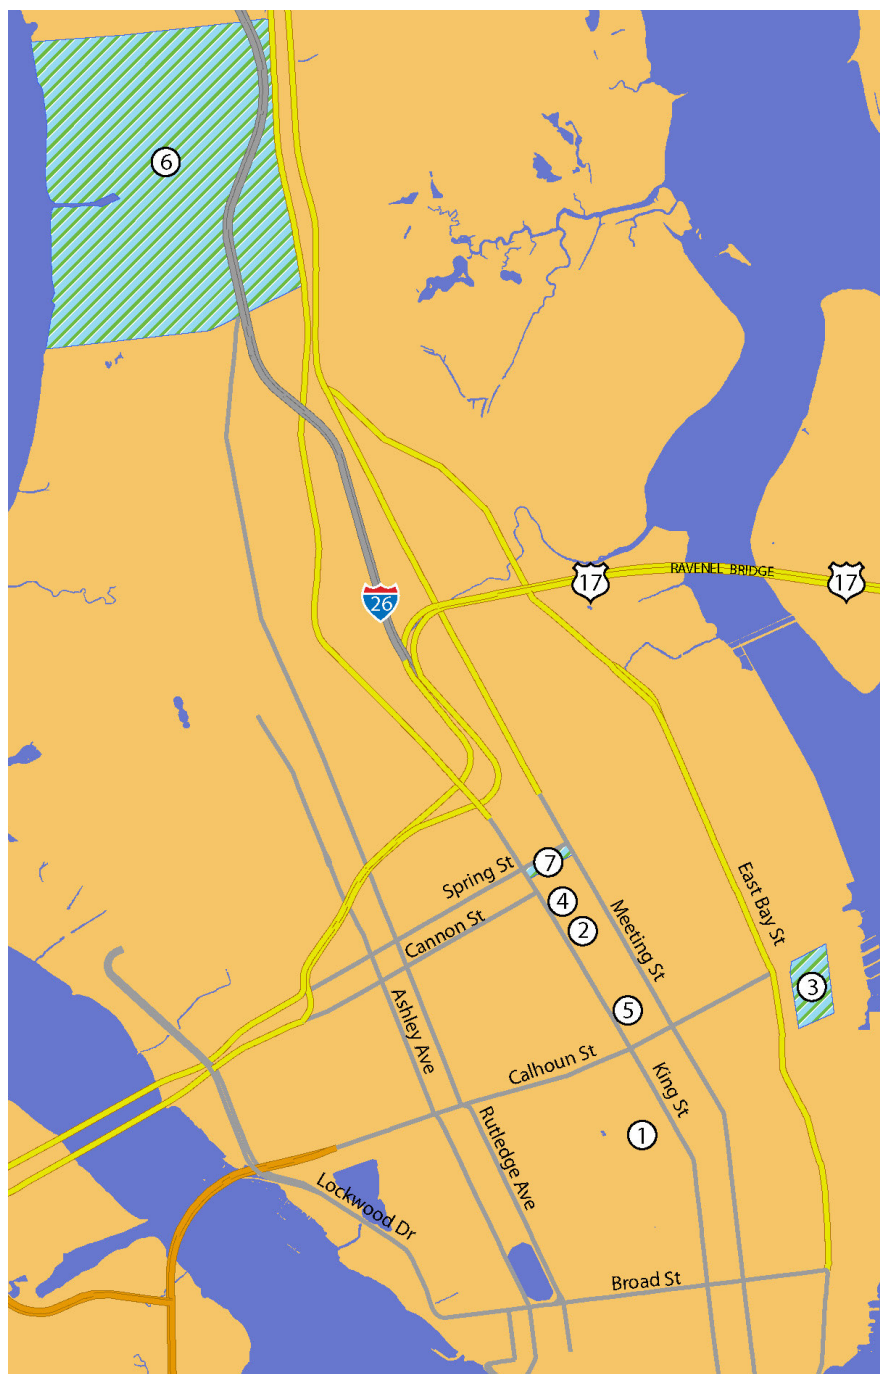 6
17
RAVENEL BRIDGE
17
26
Spring St
7
Cannon St
4
2
Meeting St
East Bay St
3
5
Ashley Ave
Calhoun St
King St
1
Rutledge Ave
Lockwood Dr
Broad St